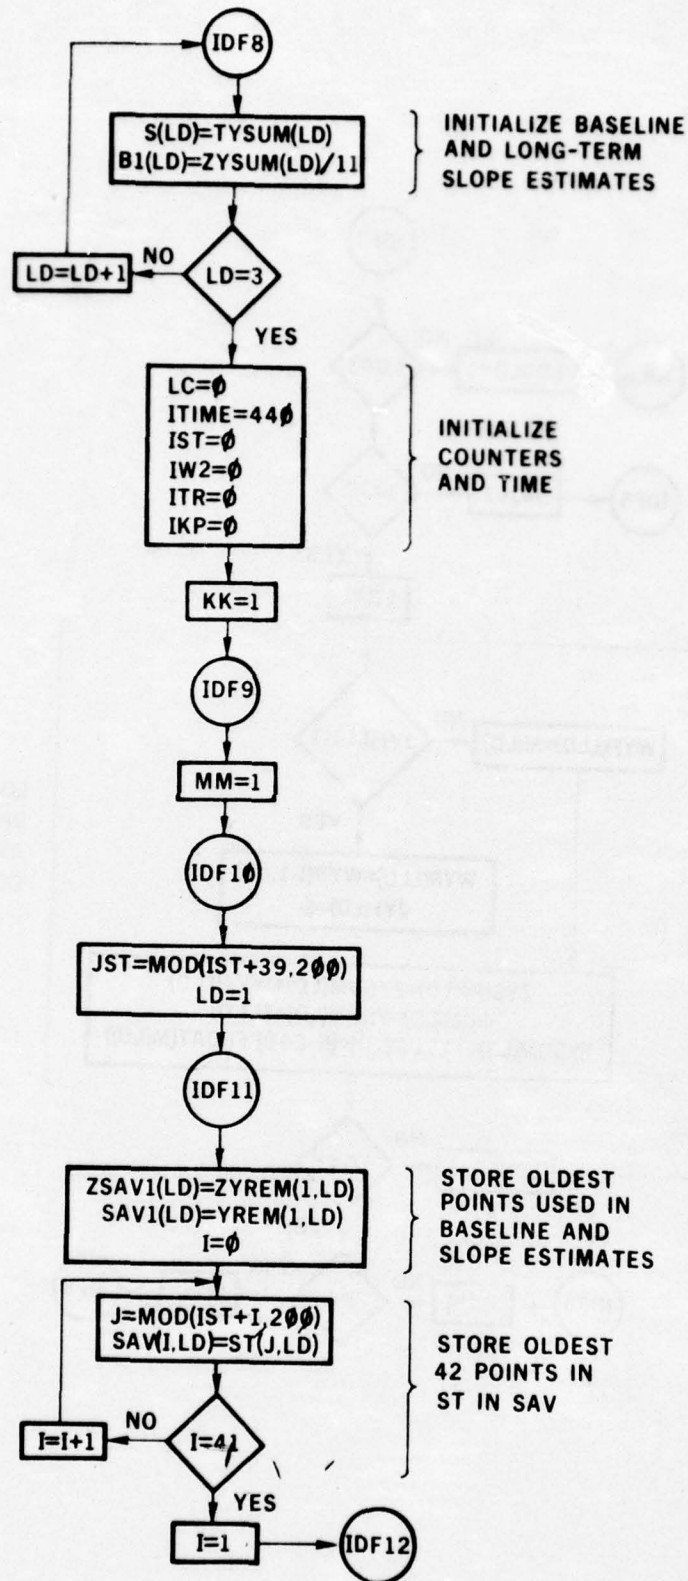 IDF8
S(LD)=TYSUM(LD)
B1(LD)=ZYSUM(LD)/11
INITIALIZE BASELINE
AND LONG-TERM
SLOPE ESTIMATES
LD=LD+1
NO
LD=3
YES
LC=Ø
ITIME=44Ø
IST=Ø
IW2=Ø
ITR=Ø
IKP=Ø
INITIALIZE
COUNTERS
AND TIME
KK=1
IDF9
MM=1
IDF1Ø
JST=MOD(IST+39,2ØØ)
LD=1
IDF11
ZSAV1(LD)=ZYREM(1,LD)
SAV1(LD)=YREM(1,LD)
I=Ø
STORE OLDEST
POINTS USED IN
BASELINE AND
SLOPE ESTIMATES
J=MOD(IST+I,2ØØ)
SAV(I,LD)=ST(J,LD)
STORE OLDEST
42 POINTS IN
ST IN SAV
I=I+1
NO
I=41
YES
I=1
IDF12